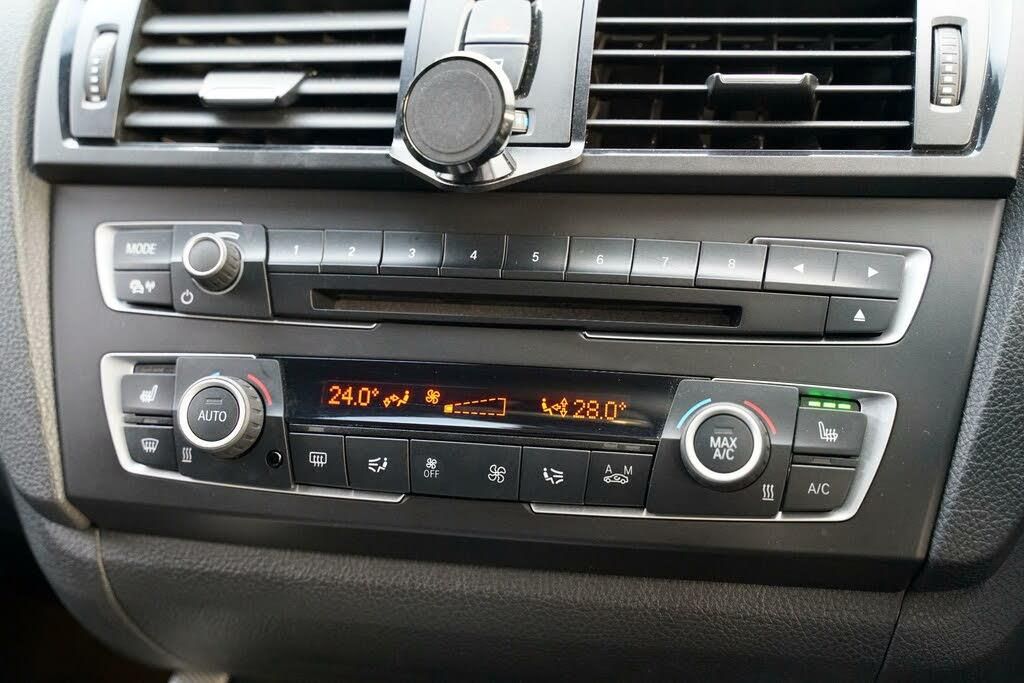 MODE 1 2 3 4 5 6 7 8
24.0° 28.0°
AUTO
MAX
A/C
OFF
A M
A/C